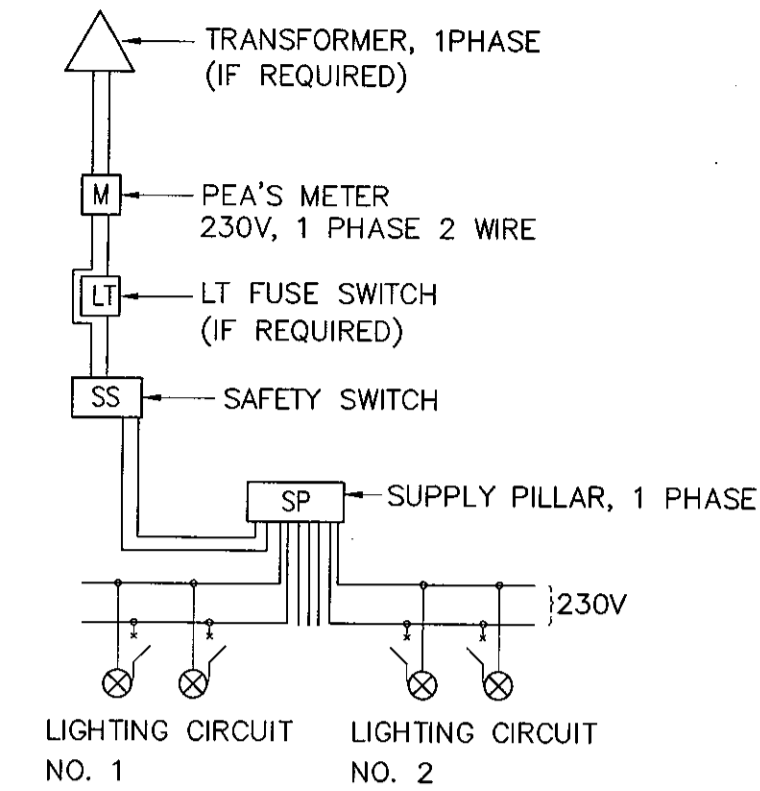 TRANSFORMER, 1PHASE
(IF REQUIRED)
M
PEA'S METER
230V, 1 PHASE 2 WIRE
LT
LT FUSE SWITCH
(IF REQUIRED)
SS
SAFETY SWITCH
SP
SUPPLY PILLAR, 1 PHASE
230V
LIGHTING CIRCUIT
NO. 1
LIGHTING CIRCUIT
NO. 2